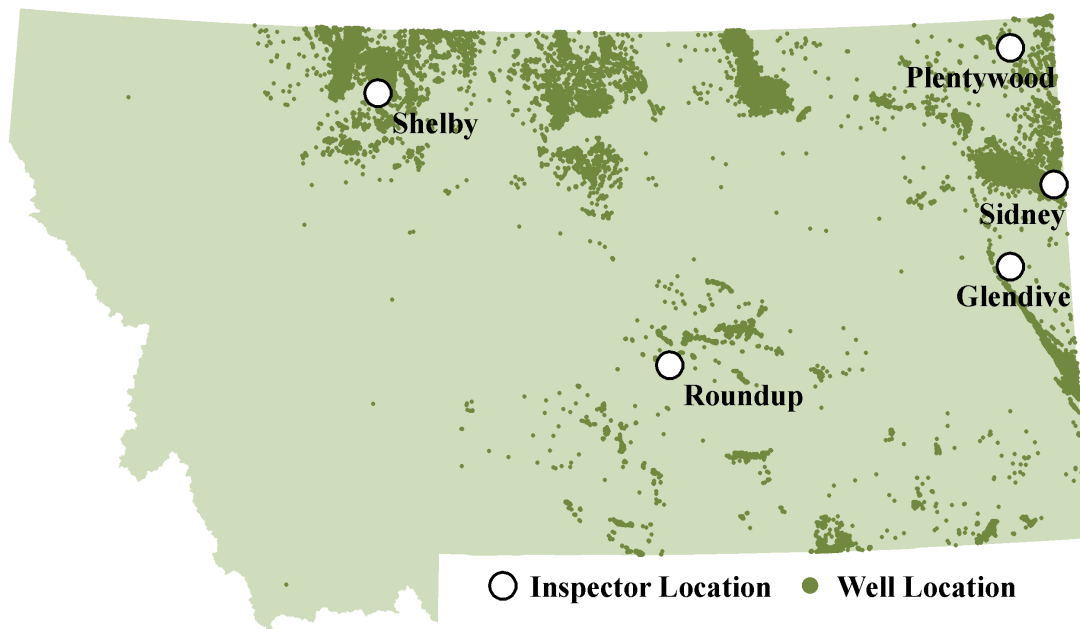 Plentywood
Shelby
Sidney
Glendive
Roundup
Inspector Location
Well Location